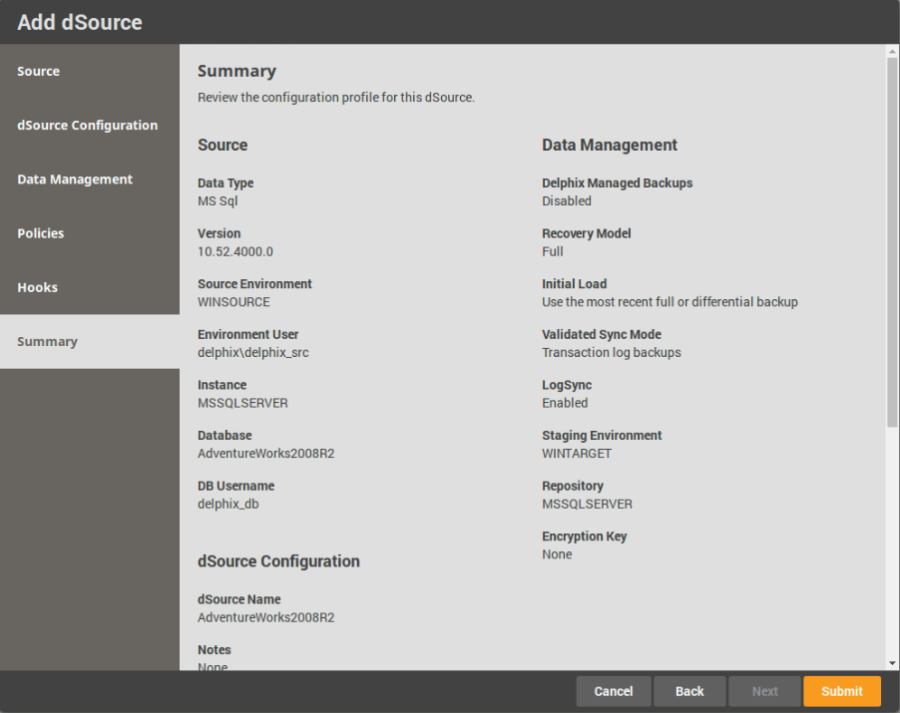 Add dSource
Source
dSource Configuration
Data Management
Policies
Hooks
Summary
Summary
Review the configuration profile for this dSource.
Source
Data Type
MS Sql
Version
10.52.4000.0
Source Environment
WINSOURCE
Environment User
delphix\delphix_src
Instance
MSSQLSERVER
Database
AdventureWorks2008R2
DB Username
delphix_db
dSource Configuration
dSource Name
AdventureWorks2008R2
Notes
None
Data Management
Delphix Managed Backups
Disabled
Recovery Model
Full
Initial Load
Use the most recent full or differential backup
Validated Sync Mode
Transaction log backups
LogSync
Enabled
Staging Environment
WINTARGET
Repository
MSSQLSERVER
Encryption Key
None
Cancel
Back
Next
Submit